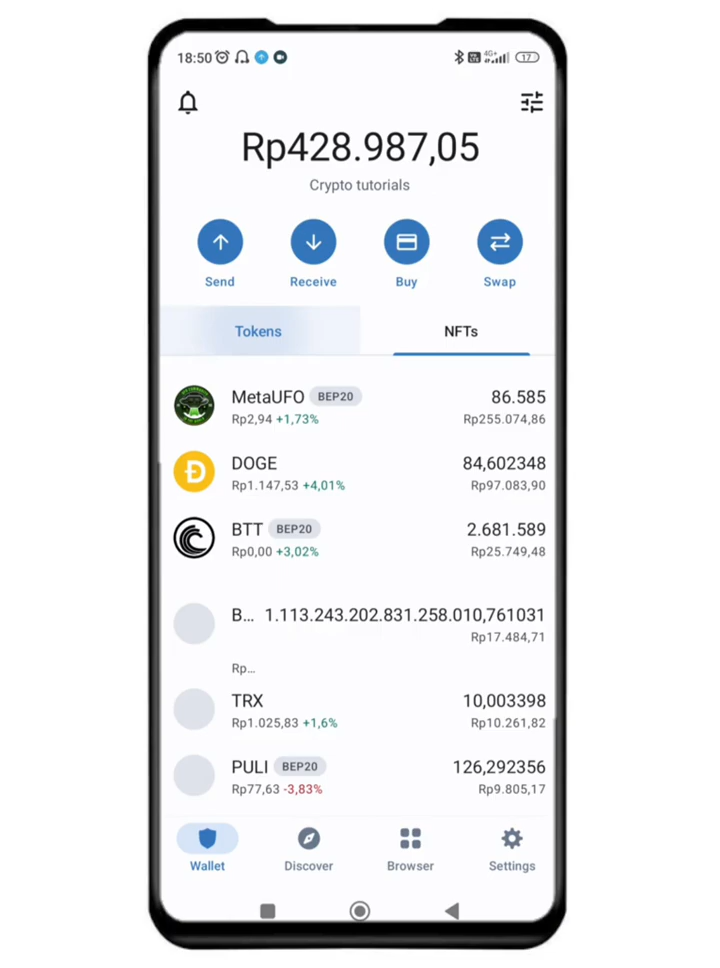 18:50 4G+ 17
Rp428.987,05
Crypto tutorials
Send Receive Buy Swap
Tokens NFTs
MetaUFO BEP20 86.585
Rp2,94 +1,73% Rp255.074,86
DOGE 84,602348
Rp1.147,53 +4,01% Rp97.083,90
BTT BEP20 2.681.589
Rp0,00 +3,02% Rp25.749,48
B... 1.113.243.202.831.258.010,761031
Rp17.484,71
Rp...
TRX 10,003398
Rp1.025,83 +1,6% Rp10.261,82
PULI BEP20 126,292356
Rp77,63 -3,83% Rp9.805,17
Wallet Discover Browser Settings